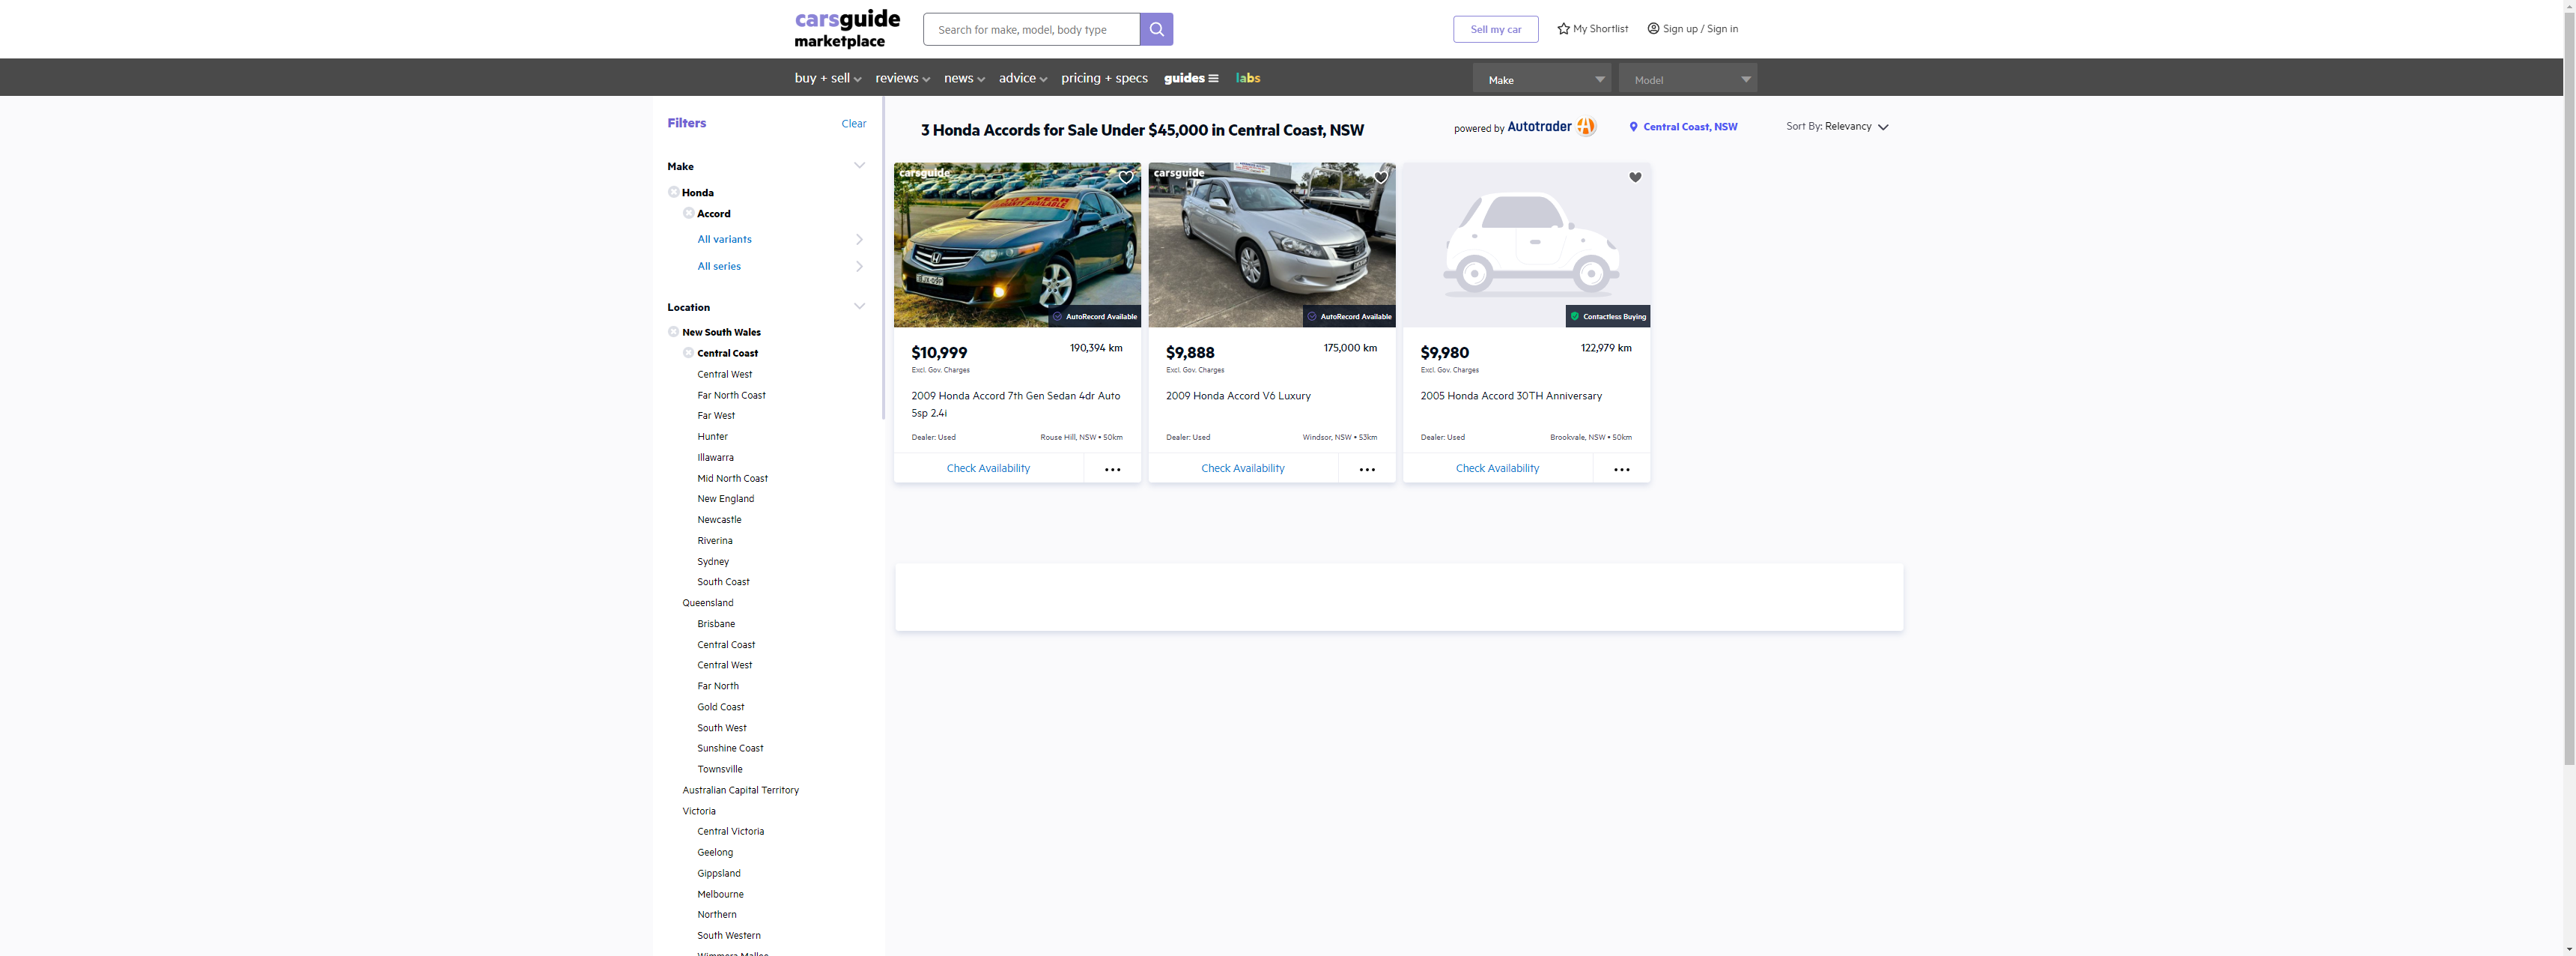 carsguide
marketplace
Search for make, model, body type
Sell my car
My Shortlist
Sign up / Sign in
buy + sell
reviews
news
advice
pricing + specs
guides
labs
Make
Model
Filters
Clear
Make
Honda
Accord
All variants
All series
Location
New South Wales
Central Coast
Central West
Far North Coast
Far West
Hunter
Illawarra
Mid North Coast
New England
Newcastle
Riverina
Sydney
South Coast
Queensland
Brisbane
Central Coast
Central West
Far North
Gold Coast
South West
Sunshine Coast
Townsville
Australian Capital Territory
Victoria
Central Victoria
Geelong
Gippsland
Melbourne
Northern
South Western
3 Honda Accords for Sale Under $45,000 in Central Coast, NSW
powered by Autotrader
Central Coast, NSW
Sort By: Relevancy
carsguide
AutoRecord Available
$10,999
190,394 km
Excl. Gov. Charges
2009 Honda Accord 7th Gen Sedan 4dr Auto
5sp 2.4i
Dealer: Used
Rouse Hill, NSW • 50km
Check Availability
carsguide
AutoRecord Available
$9,888
175,000 km
Excl. Gov. Charges
2009 Honda Accord V6 Luxury
Dealer: Used
Windsor, NSW • 53km
Check Availability
Contactless Buying
$9,980
122,979 km
Excl. Gov. Charges
2005 Honda Accord 30TH Anniversary
Dealer: Used
Brookvale, NSW • 50km
Check Availability